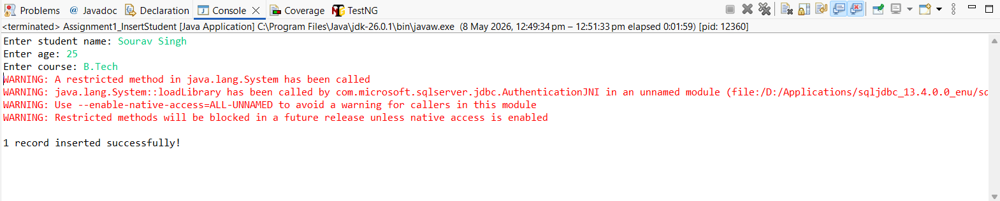 Problems @ Javadoc Declaration Console Coverage TestNG
<terminated> Assignment1_InsertStudent [Java Application] C:\Program Files\Java\jdk-26.0.1\bin\javaw.exe (8 May 2026, 12:49:34 pm – 12:51:33 pm elapsed 0:01:59) [pid: 12360]
Enter student name: Sourav Singh
Enter age: 25
Enter course: B.Tech
WARNING: A restricted method in java.lang.System has been called
WARNING: java.lang.System::loadLibrary has been called by com.microsoft.sqlserver.jdbc.AuthenticationJNI in an unnamed module (file:/D:/Applications/sqljdbc_13.4.0.0_enu/sq
WARNING: Use --enable-native-access=ALL-UNNAMED to avoid a warning for callers in this module
WARNING: Restricted methods will be blocked in a future release unless native access is enabled
1 record inserted successfully!